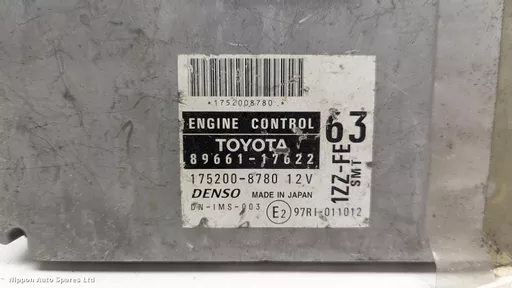 *1752008780*
ENGINE CONTROL
TOYOTA
89661-17622
175200-8780 12V
DENSO MADE IN JAPAN
DN-IMS-003 E2 97RI-011012
63
1ZZ-FE
SMT
Nippon Auto Spares Ltd